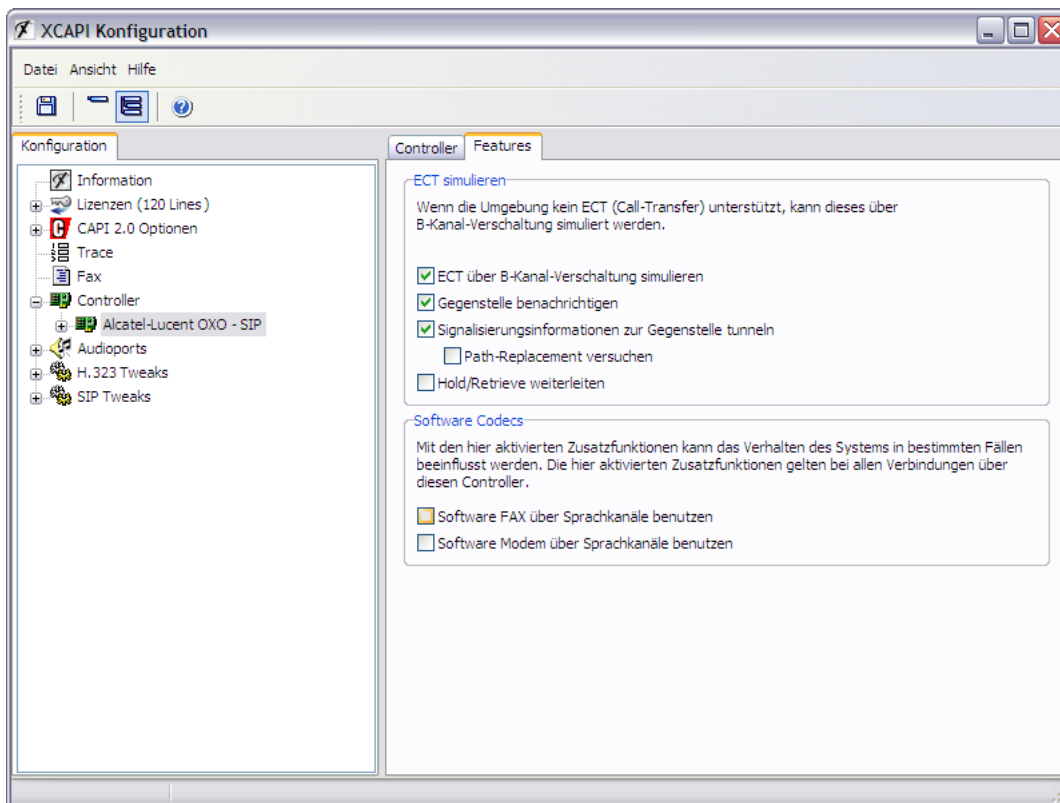 XCAPI Konfiguration
Datei Ansicht Hilfe
Konfiguration
Information
Lizenzen (120 Lines )
CAPI 2.0 Optionen
Trace
Fax
Controller
Alcatel-Lucent OXO - SIP
Audioports
H.323 Tweaks
SIP Tweaks
Controller Features
ECT simulieren
Wenn die Umgebung kein ECT (Call-Transfer) unterstützt, kann dieses über
B-Kanal-Verschaltung simuliert werden.
ECT über B-Kanal-Verschaltung simulieren
Gegenstelle benachrichtigen
Signalisierungsinformationen zur Gegenstelle tunneln
Path-Replacement versuchen
Hold/Retrieve weiterleiten
Software Codecs
Mit den hier aktivierten Zusatzfunktionen kann das Verhalten des Systems in bestimmten Fällen
beeinflusst werden. Die hier aktivierten Zusatzfunktionen gelten bei allen Verbindungen über
diesen Controller.
Software FAX über Sprachkanäle benutzen
Software Modem über Sprachkanäle benutzen